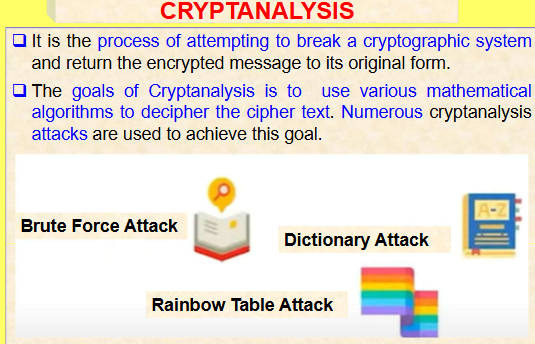 CRYPTANALYSIS
It is the process of attempting to break a cryptographic system
and return the encrypted message to its original form.
The goals of Cryptanalysis is to use various mathematical
algorithms to decipher the cipher text. Numerous cryptanalysis
attacks are used to achieve this goal.
A-Z
Brute Force Attack
Dictionary Attack
Rainbow Table Attack